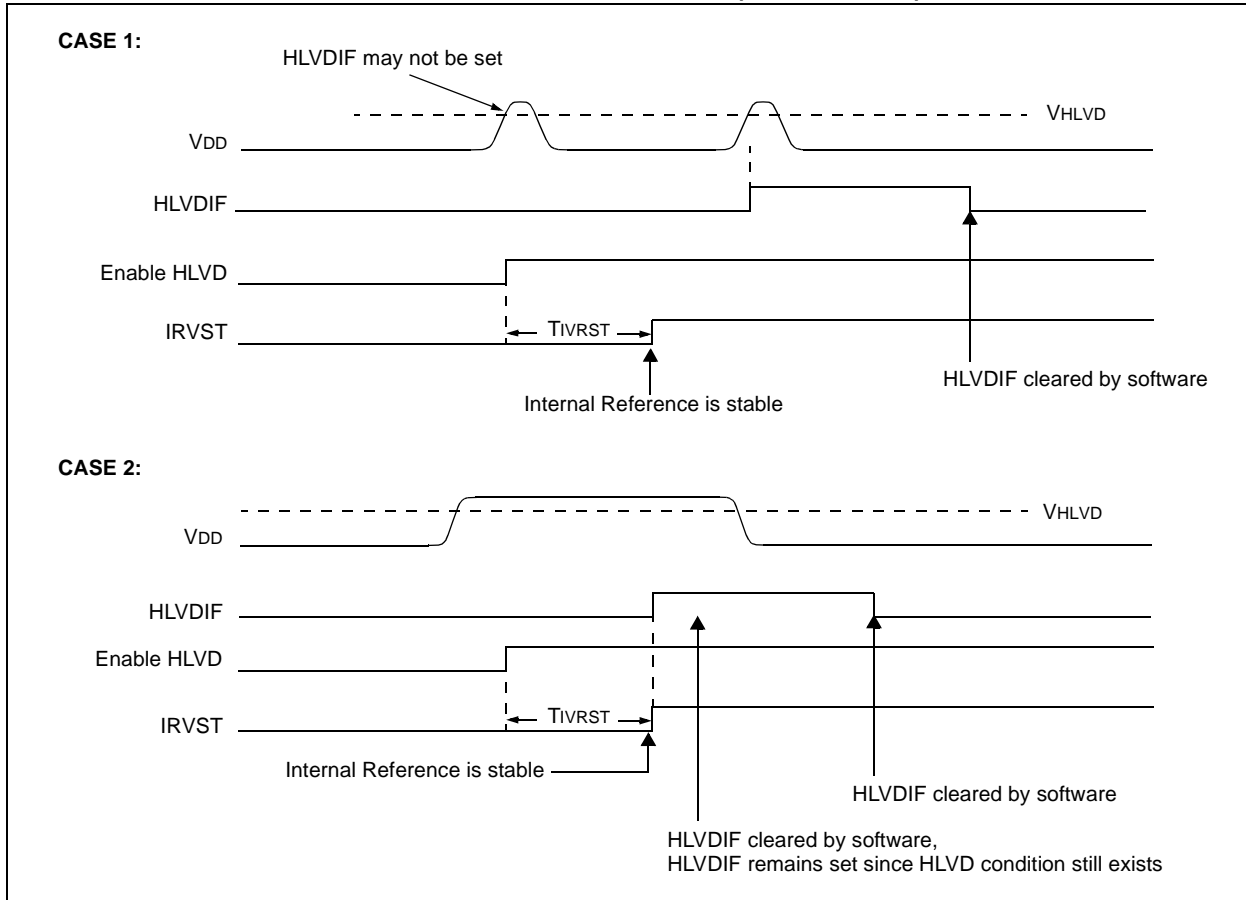 CASE 1:
HLVDIF may not be set
VHLVD
VDD
HLVDIF
Enable HLVD
TIVRST
IRVST
HLVDIF cleared by software
Internal Reference is stable
CASE 2:
VHLVD
VDD
HLVDIF
Enable HLVD
TIVRST
IRVST
Internal Reference is stable
HLVDIF cleared by software
HLVDIF cleared by software,
HLVDIF remains set since HLVD condition still exists